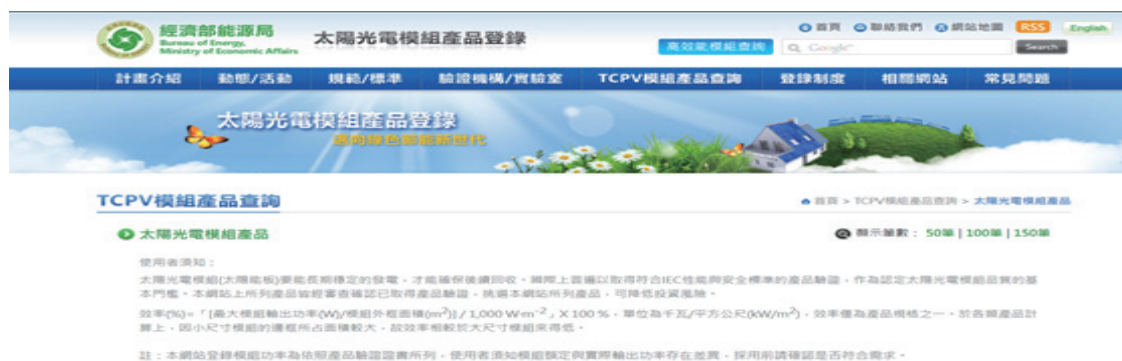 經濟部能源局
Bureau of Energy,
Ministry of Economic Affairs
太陽光電模組產品登錄
首頁 聯絡我們 網站地圖 RSS English
高效能模組查詢 Google Search
計畫介紹 動態/活動 規範/標準 驗證機構/實驗室 TCPV模組產品查詢 登錄制度 相關網站 常見問題
太陽光電模組產品登錄
邁向綠色節能新世代
TCPV模組產品查詢
首頁 > TCPV模組產品查詢 > 太陽光電模組產品
太陽光電模組產品
顯示筆數： 50筆 | 100筆 | 150筆
使用者須知：
太陽光電模組(太陽能板)要能長期穩定的發電，才能確保後續回收。國際上普遍以取得符合IEC性能與安全標準的產品驗證，作為認定太陽光電模組品質的基
本門檻。本網站上所列產品皆經審查確認已取得產品驗證，挑選本網站所列產品，可降低投資風險。
效率(%)=「[最大模組輸出功率(W)/模組外框面積(m²)] / 1,000 W·m⁻²」X 100 %，單位為千瓦/平方公尺(kW/m²)，效率僅為產品規格之一，於各類產品計
算上，因小尺寸模組的邊框所占面積較大，故效率相較於大尺寸模組來得低。
註：本網站登錄模組功率為依照產品驗證證書所列，使用者須知模組額定與實際輸出功率存在差異，採用前請確認是否符合需求。